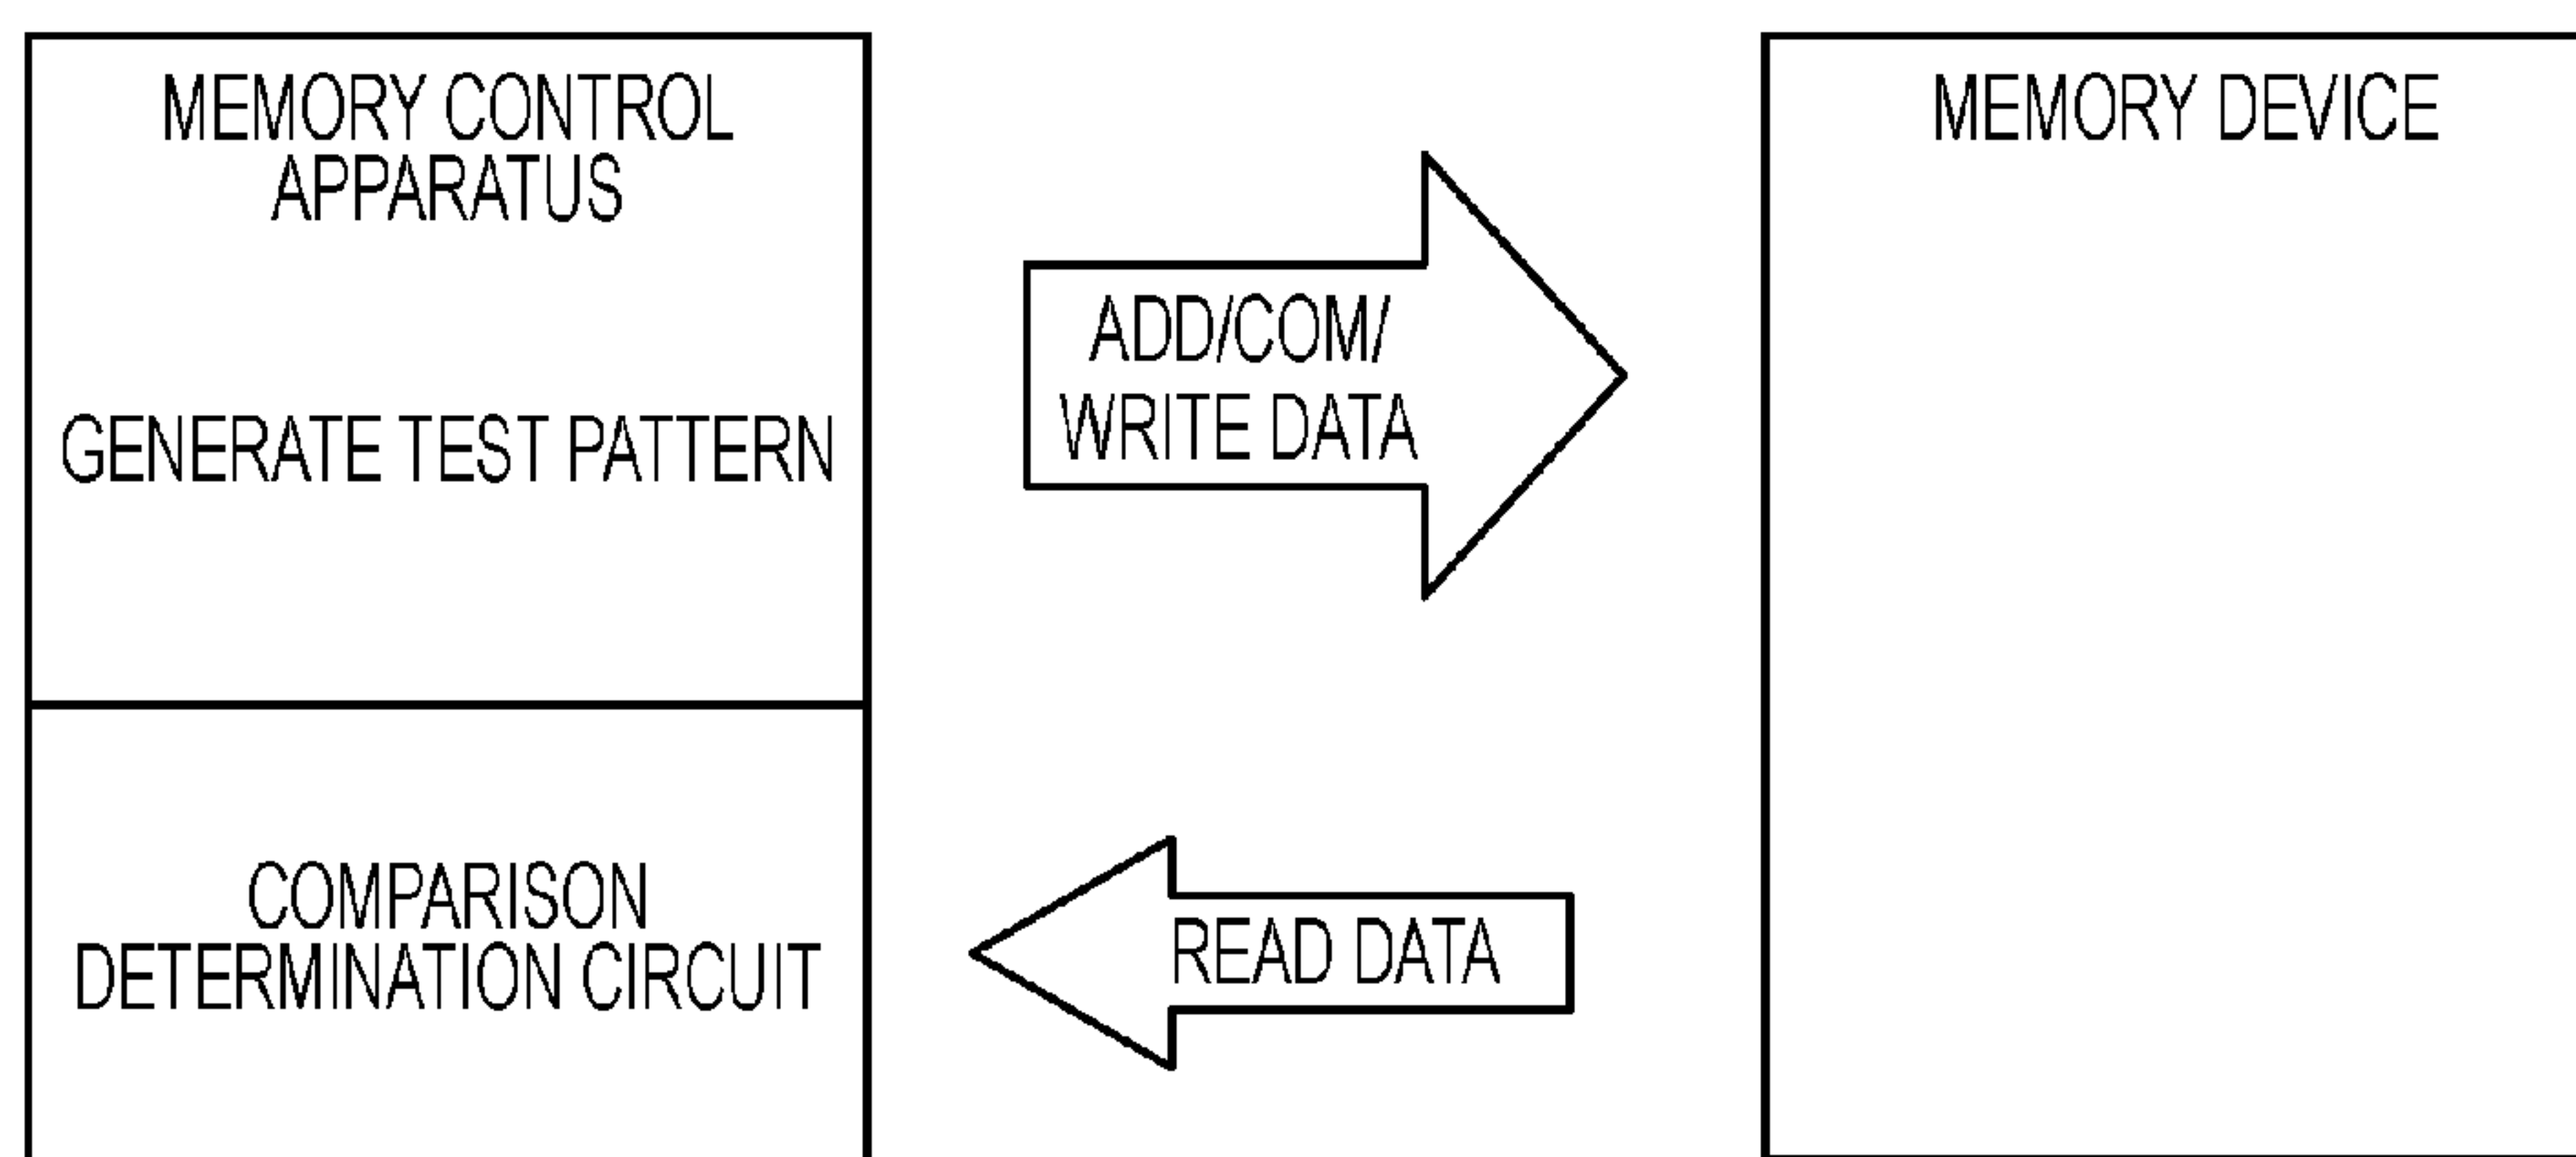 MEMORY CONTROL
APPARATUS
GENERATE TEST PATTERN
COMPARISON
DETERMINATION CIRCUIT
ADD/COM/
WRITE DATA
READ DATA
MEMORY DEVICE